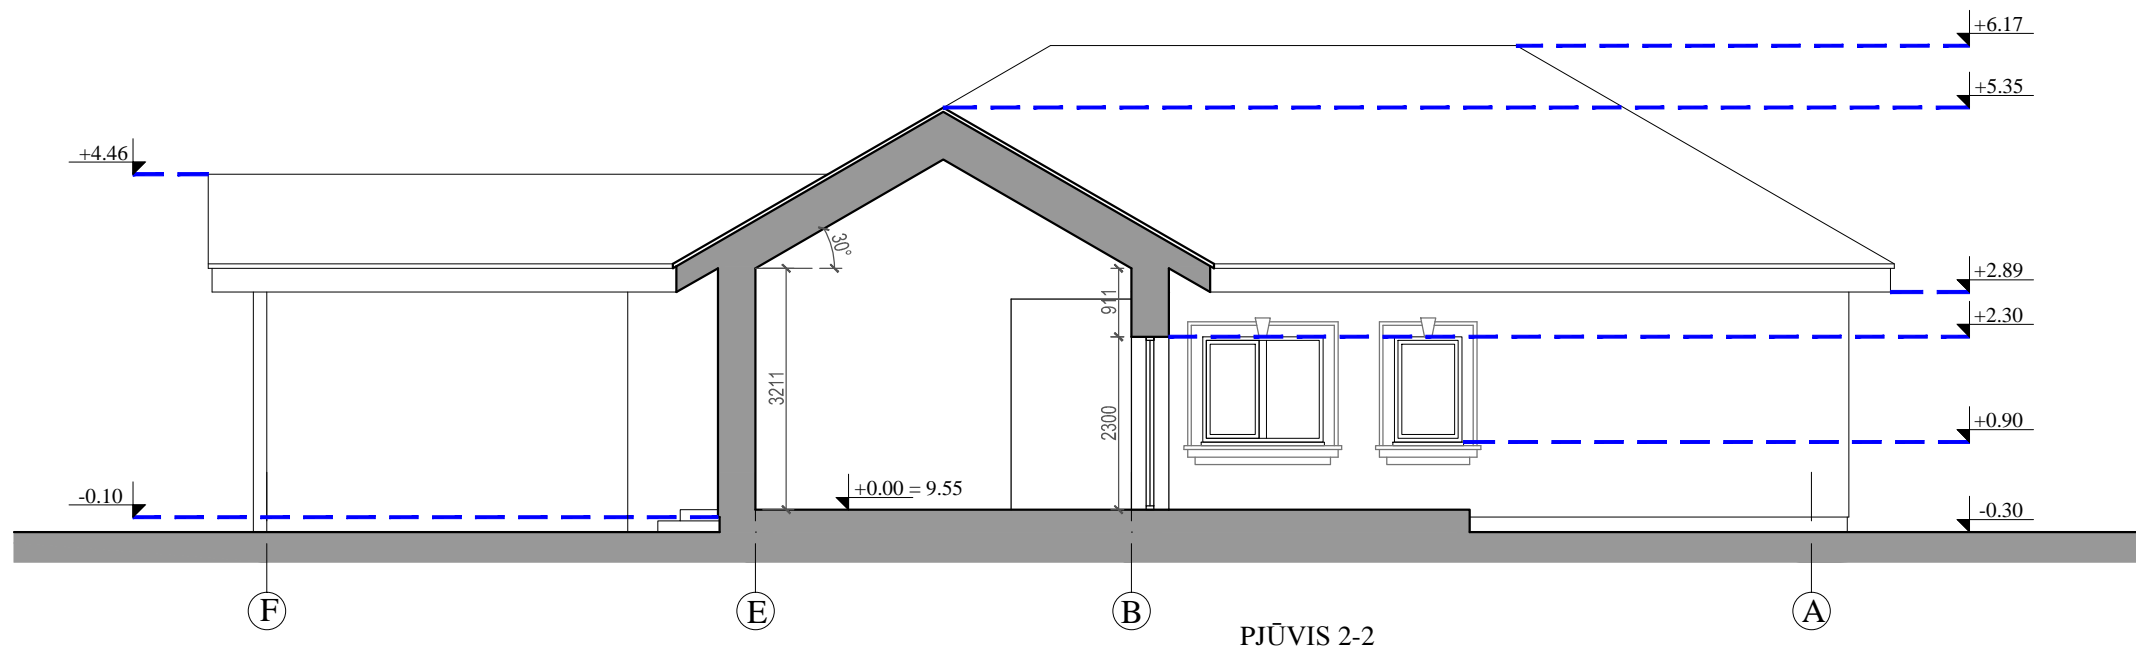 +6.17
+5.35
+4.46
30°
+2.89
911
+2.30
3211
2300
+0.90
-0.10
+0.00 = 9.55
-0.30
F
E
B
A
PJŪVIS 2-2